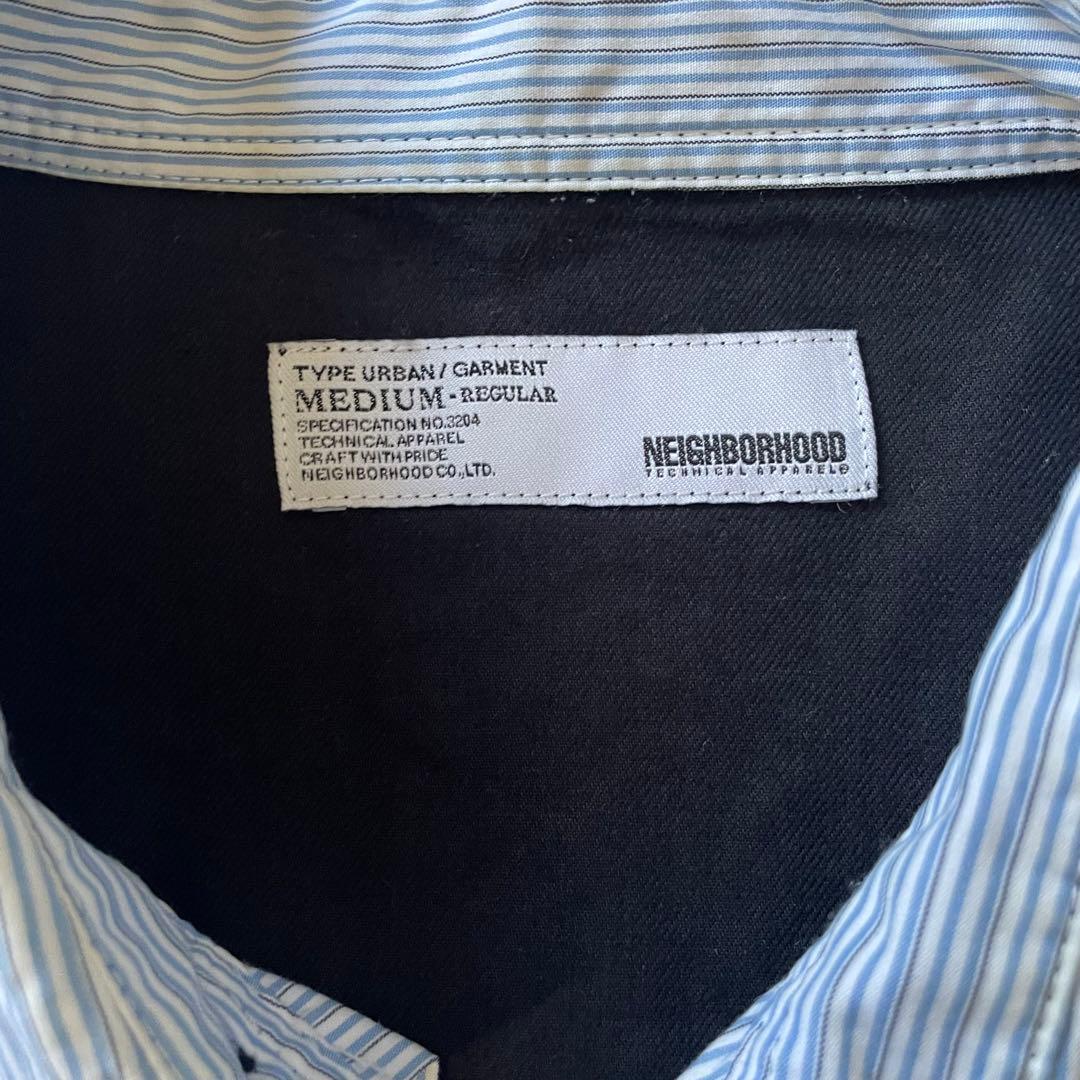 TYPE URBAN / GARMENT
MEDIUM - REGULAR
SPECIFICATION NO.3204
TECHNICAL APPAREL
CRAFT WITH PRIDE
NEIGHBORHOOD CO.,LTD.
NEIGHBORHOOD
TECHNICAL APPAREL®